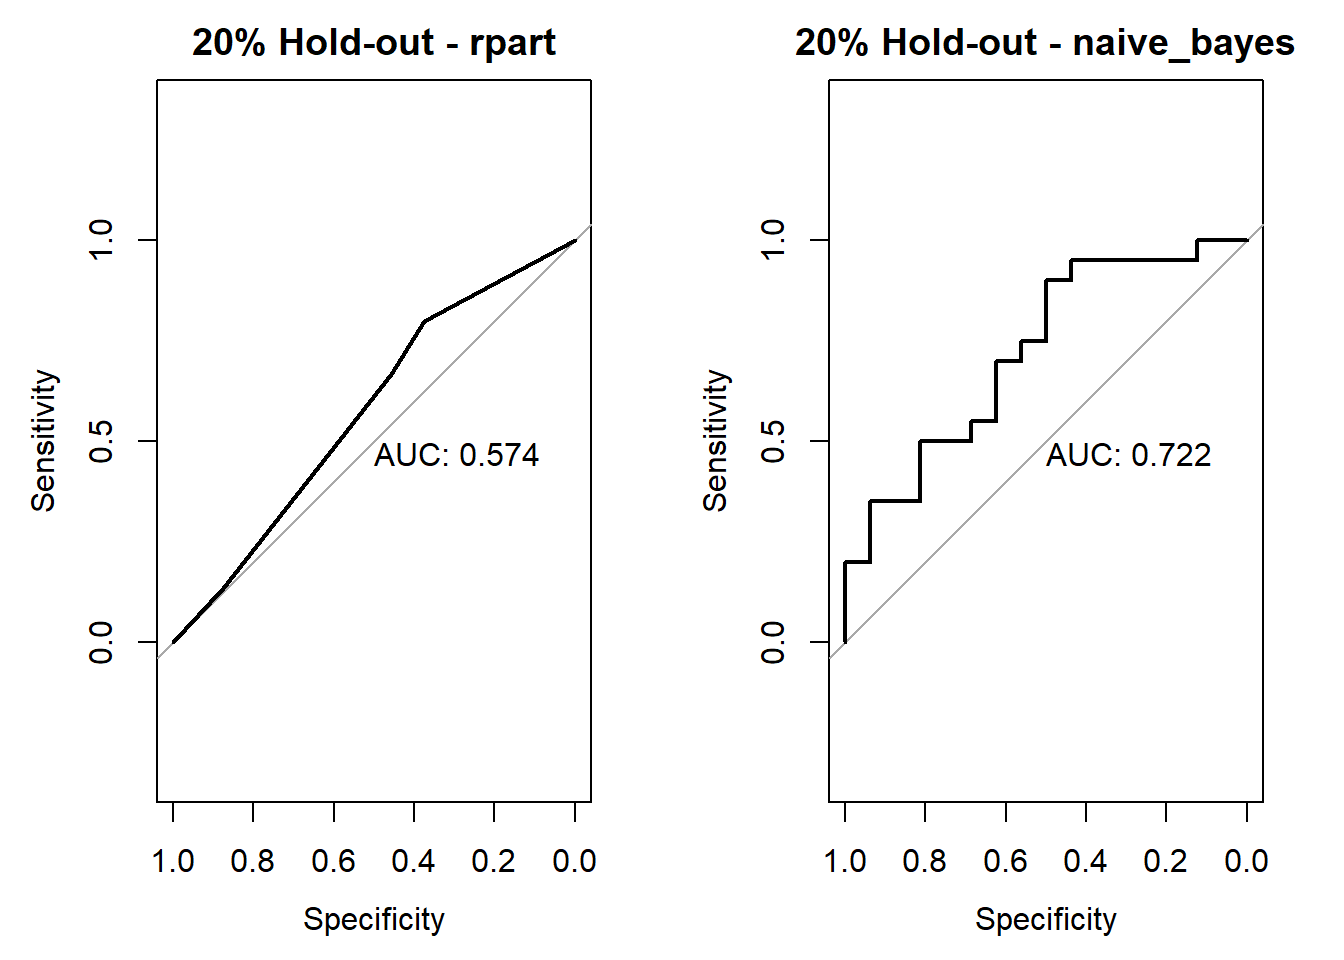 20% Hold-out - rpart
Sensitivity
1.0
0.5
0.0
AUC: 0.574
1.0 0.8 0.6 0.4 0.2 0.0
Specificity
20% Hold-out - naive_bayes
Sensitivity
1.0
0.5
0.0
AUC: 0.722
1.0 0.8 0.6 0.4 0.2 0.0
Specificity